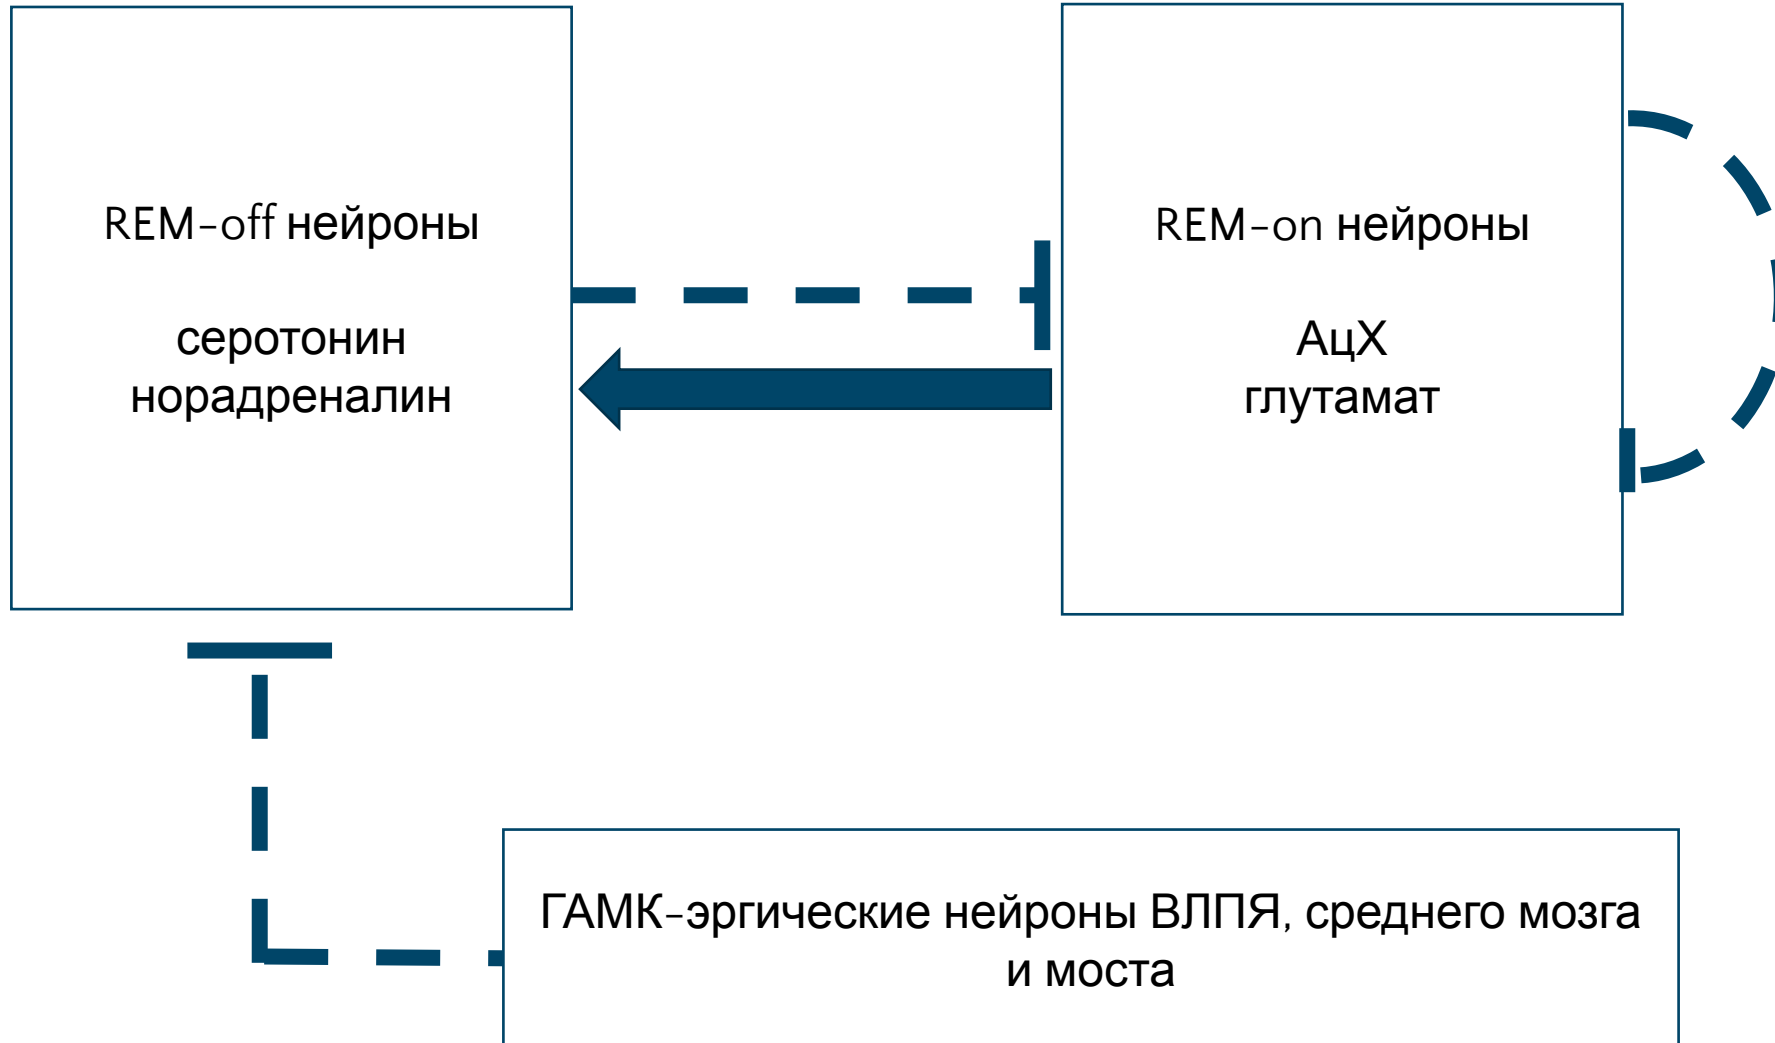 REM-off нейроны
серотонин
норадреналин
REM-on нейроны
АцХ
глутамат
ГАМК-эргические нейроны ВЛПЯ, среднего мозга
и моста